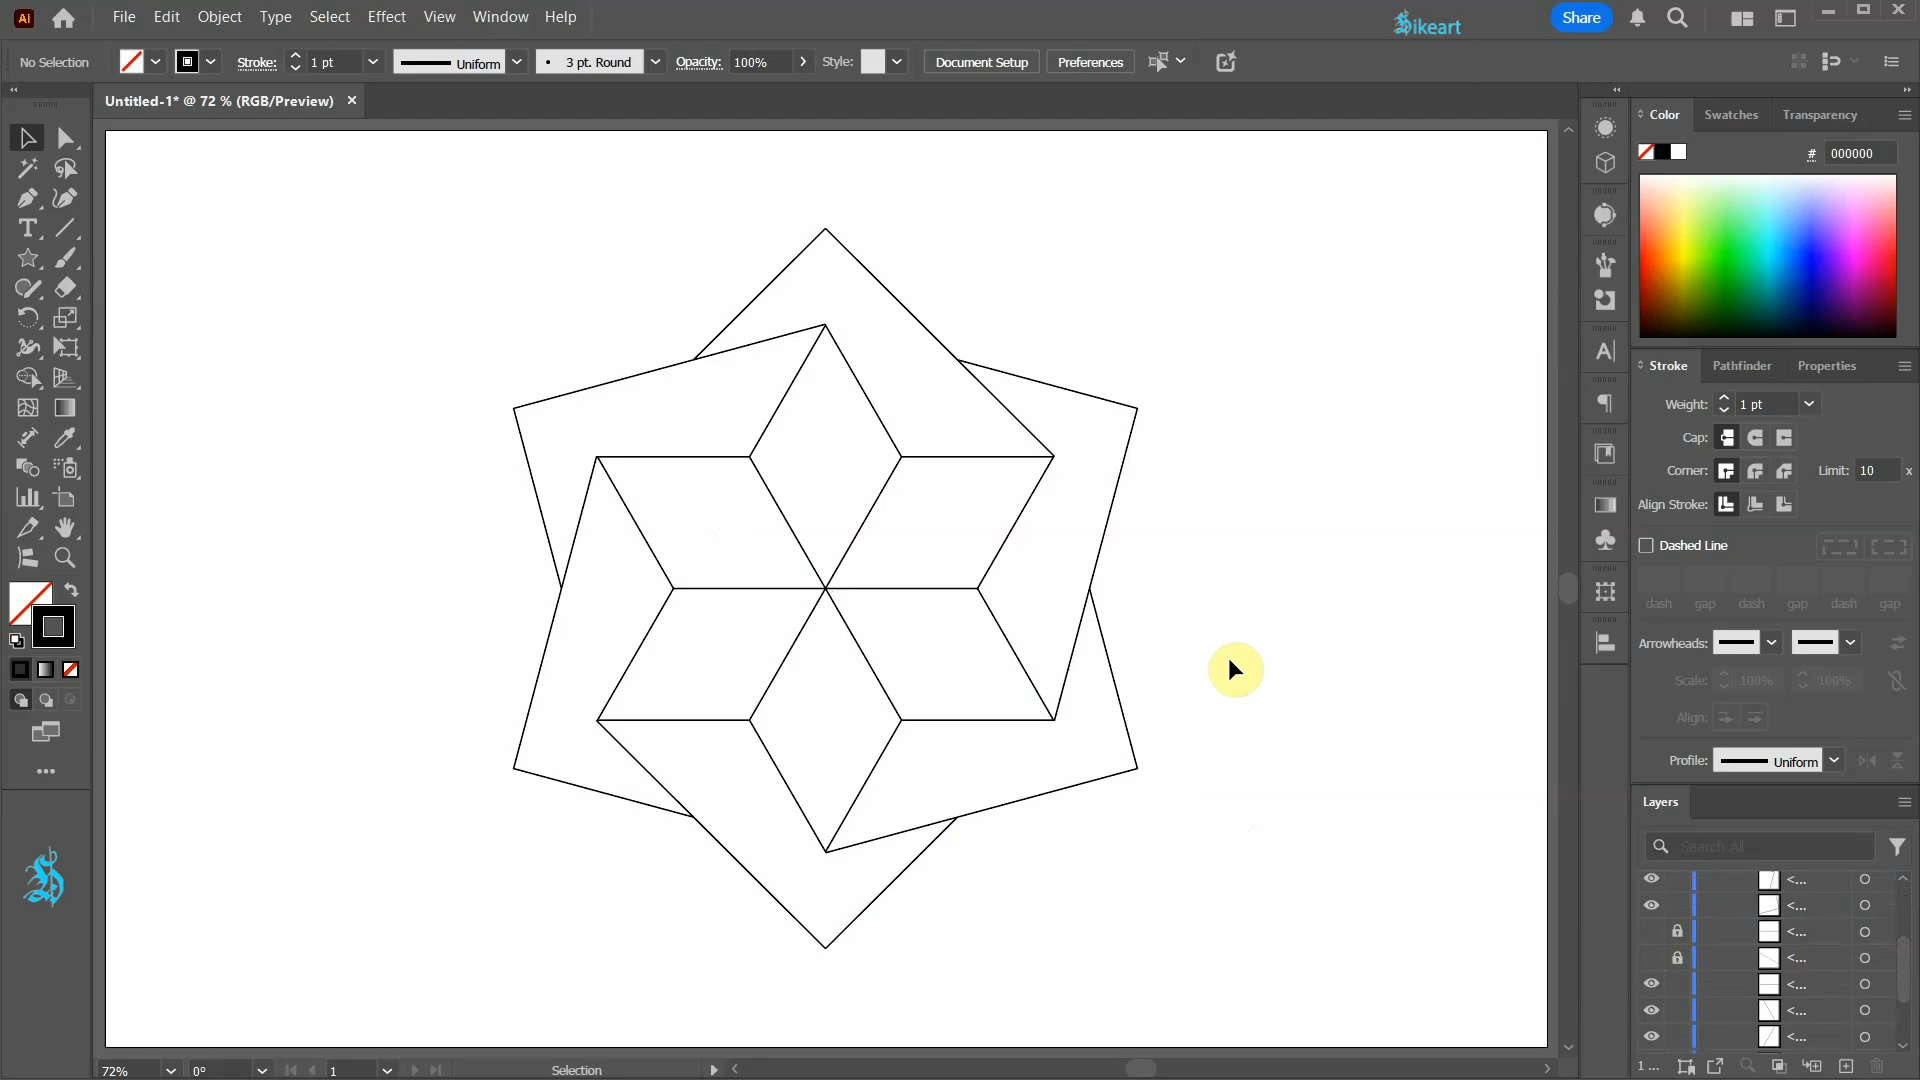 Ai File Edit Object Type Select Effect View Window Help
Sikeart
Share
No Selection
Stroke: 1 pt
Uniform
3 pt. Round
Opacity: 100%
Style:
Document Setup
Preferences
Untitled-1* @ 72 % (RGB/Preview)
Color Swatches Transparency
# 000000
Stroke Pathfinder Properties
Weight: 1 pt
Cap:
Corner: Limit: 10 x
Align Stroke:
Dashed Line
dash gap dash gap dash gap
Arrowheads:
Scale: 100% 100%
Align:
Profile: Uniform
Layers
Search All
<...
<...
<...
<...
<...
<...
<...
1 ...
72% 0° 1 Selection